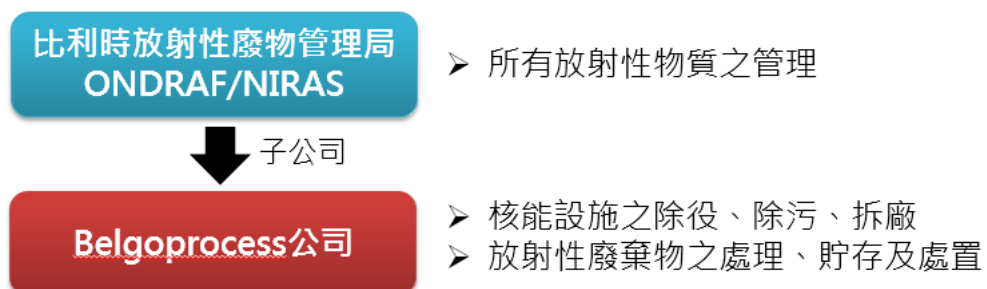 比利時放射性廢物管理局
ONDRAF/NIRAS
➢ 所有放射性物質之管理
子公司
Belgoprocess公司
➢ 核能設施之除役、除污、拆廠
➢ 放射性廢棄物之處理、貯存及處置